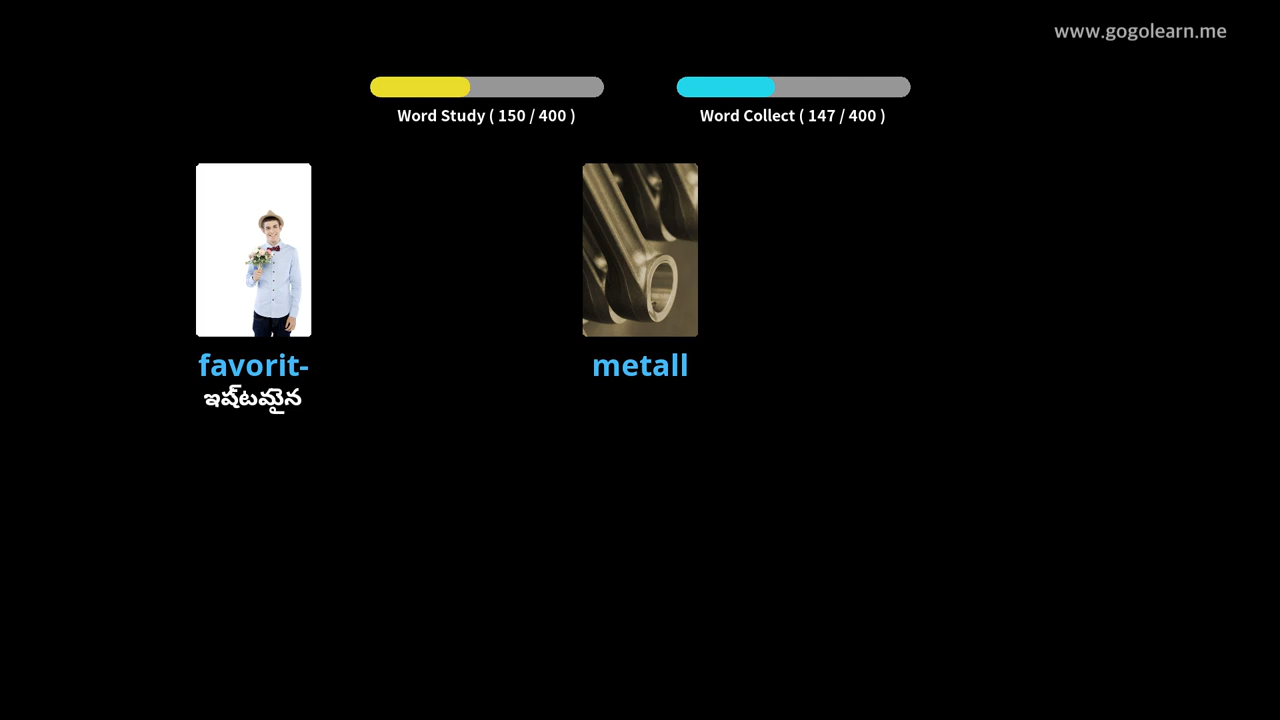 www.gogolearn.me
Word Study ( 150 / 400 )
Word Collect ( 147 / 400 )
favorit-
metall
ఇష్టమైన